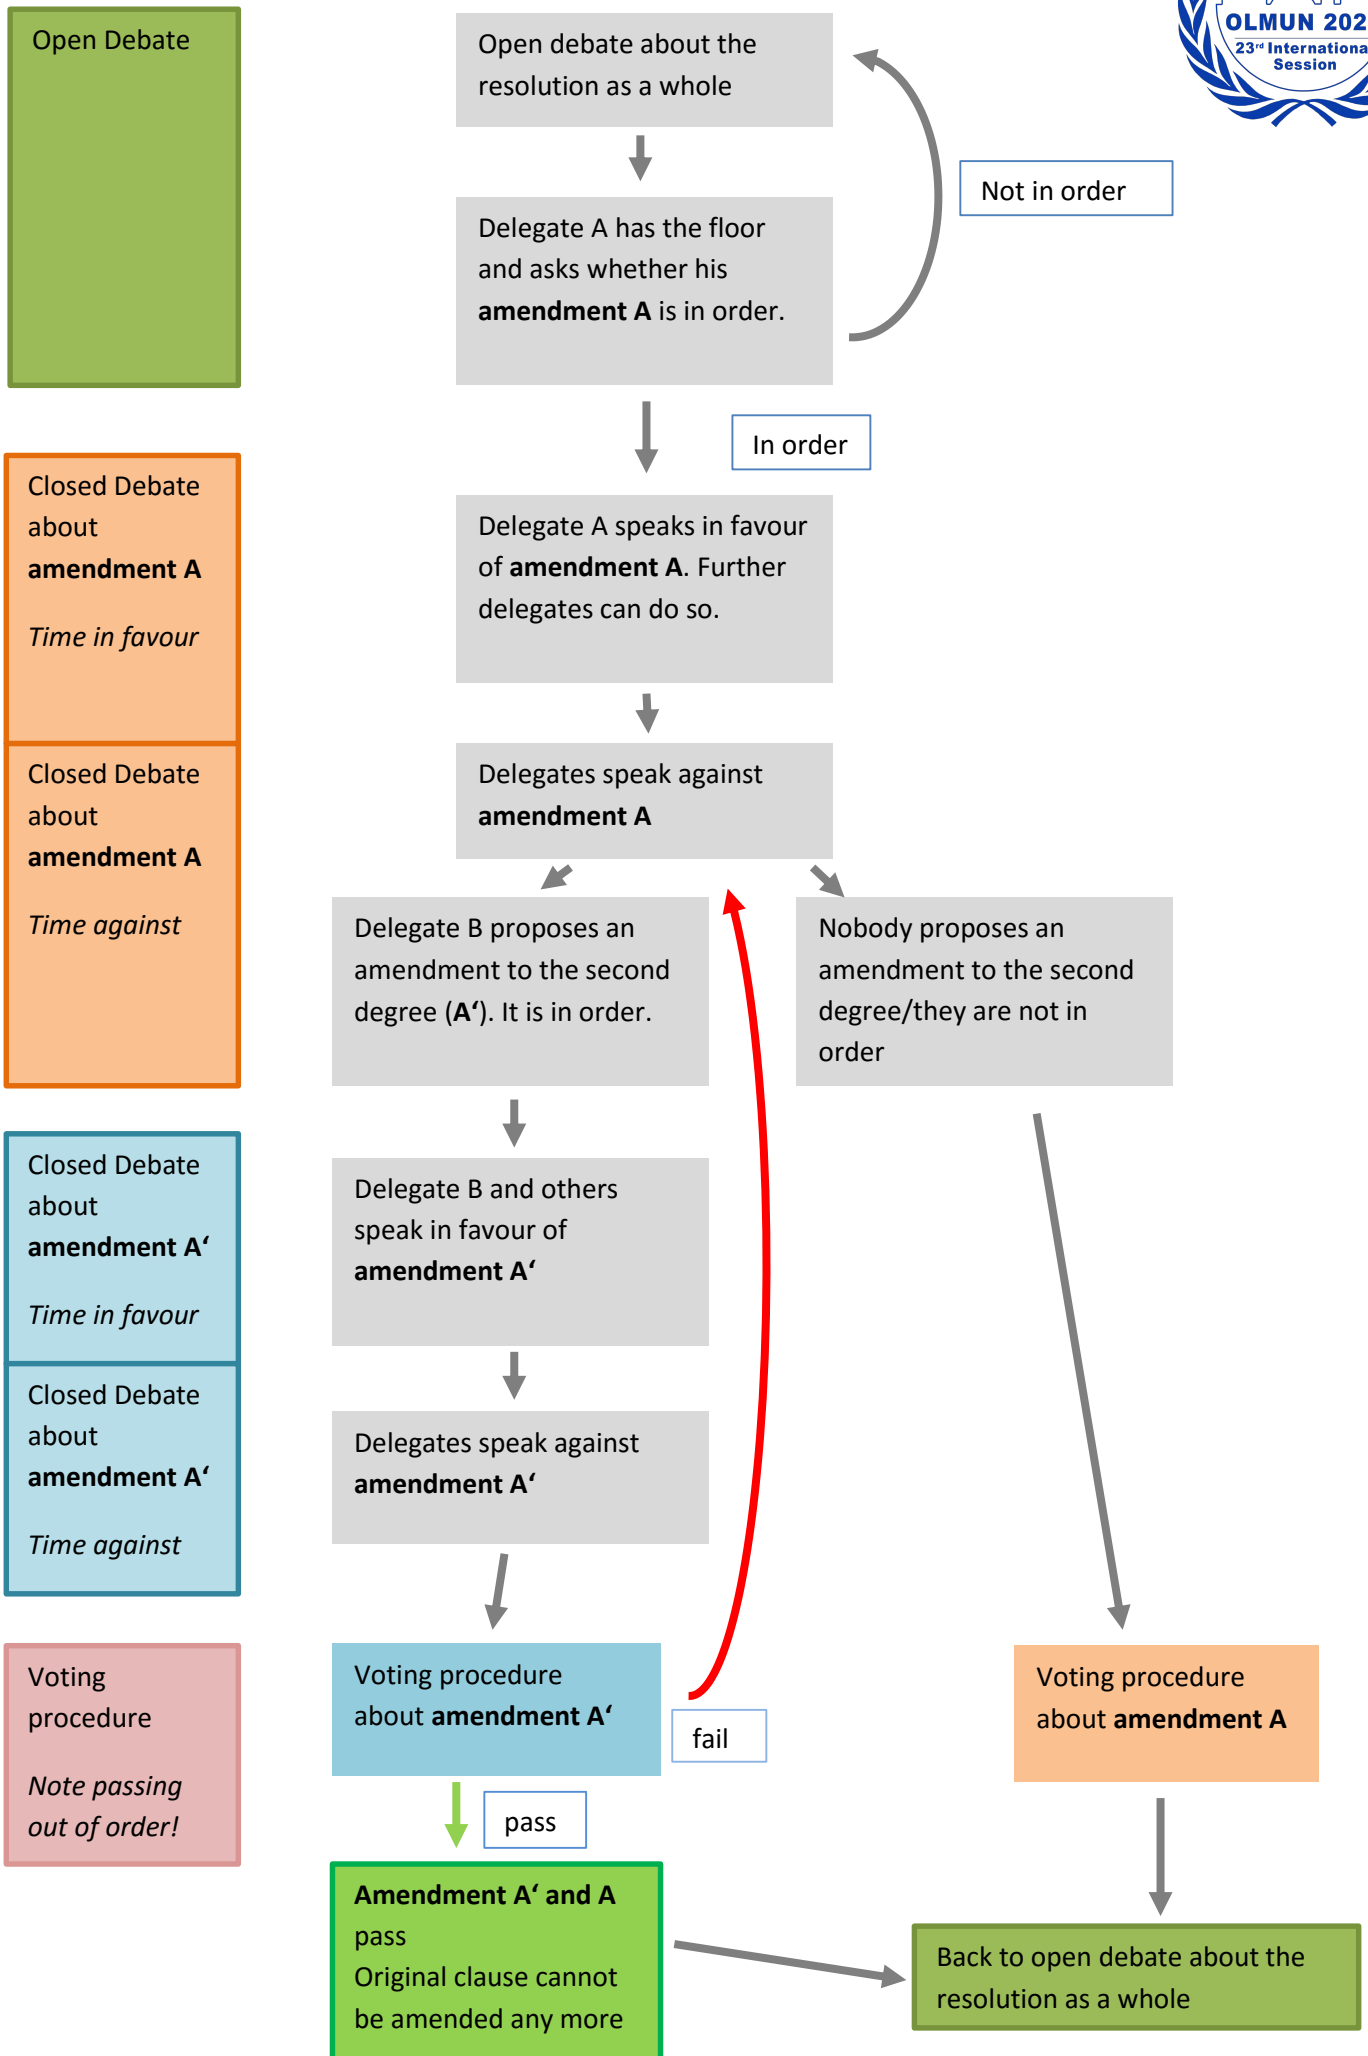 OLMUN 202
23rd Internationa
Session
Open Debate
Open debate about the
resolution as a whole
Not in order
Delegate A has the floor
and asks whether his
amendment A is in order.
In order
Closed Debate
about
amendment A
Time in favour
Delegate A speaks in favour
of amendment A. Further
delegates can do so.
Closed Debate
about
amendment A
Time against
Delegates speak against
amendment A
Delegate B proposes an
amendment to the second
degree (A‘). It is in order.
Nobody proposes an
amendment to the second
degree/they are not in
order
Closed Debate
about
amendment A‘
Time in favour
Delegate B and others
speak in favour of
amendment A‘
Closed Debate
about
amendment A‘
Time against
Delegates speak against
amendment A‘
Voting
procedure
Note passing
out of order!
Voting procedure
about amendment A‘
fail
Voting procedure
about amendment A
pass
Amendment A‘ and A
pass
Original clause cannot
be amended any more
Back to open debate about the
resolution as a whole